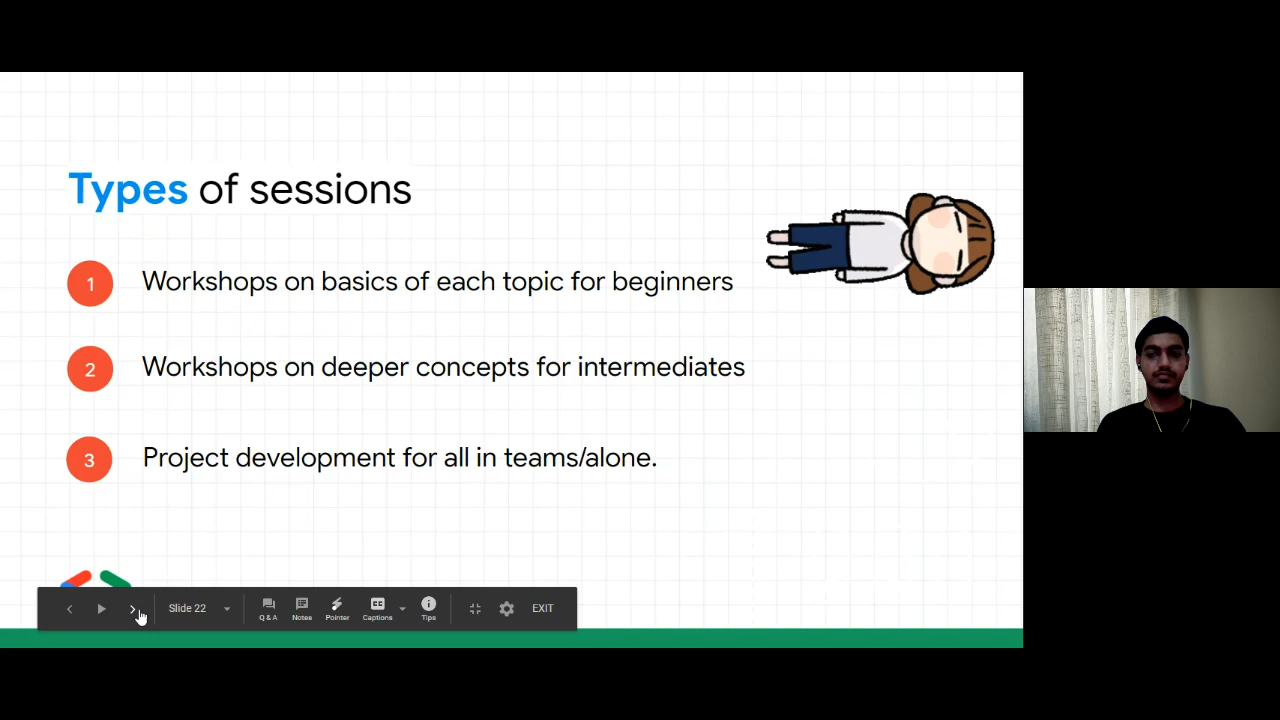 Types of sessions
1 Workshops on basics of each topic for beginners
2 Workshops on deeper concepts for intermediates
3 Project development for all in teams/alone.
Slide 22 Q & A Notes Pointer Captions Tips EXIT
CC